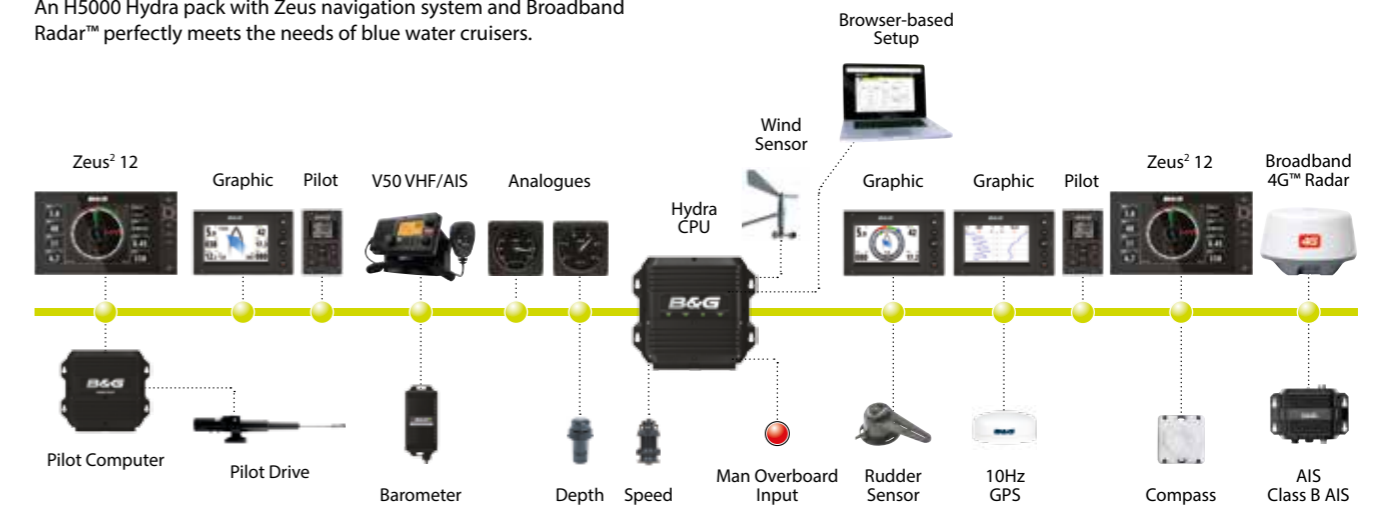 An H5000 Hydra pack with Zeus navigation system and Broadband
Radar™ perfectly meets the needs of blue water cruisers.
Browser-based
Setup
Wind
Sensor
Zeus² 12
Graphic
Pilot
V50 VHF/AIS
Analogues
Hydra
CPU
Graphic
Graphic
Pilot
Zeus² 12
Broadband
4G™ Radar
4G
B&G
B&G
B&G
Pilot Computer
Pilot Drive
Barometer
Depth
Speed
Man Overboard
Input
Rudder
Sensor
10Hz
GPS
Compass
AIS
Class B AIS